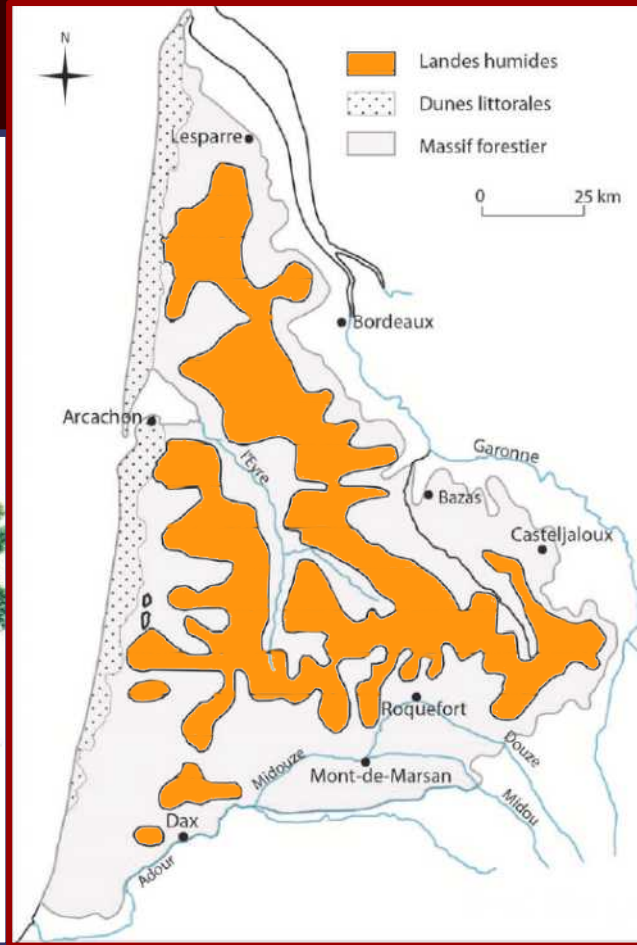 N
Landes humides
Dunes littorales
Massif forestier
0 25 km
Lesparre
Bordeaux
Arcachon
l'Eyre
Garonne
Bazas
Casteljaloux
Roquefort
Douze
Midouze
Mont-de-Marsan
Midou
Dax
Adour